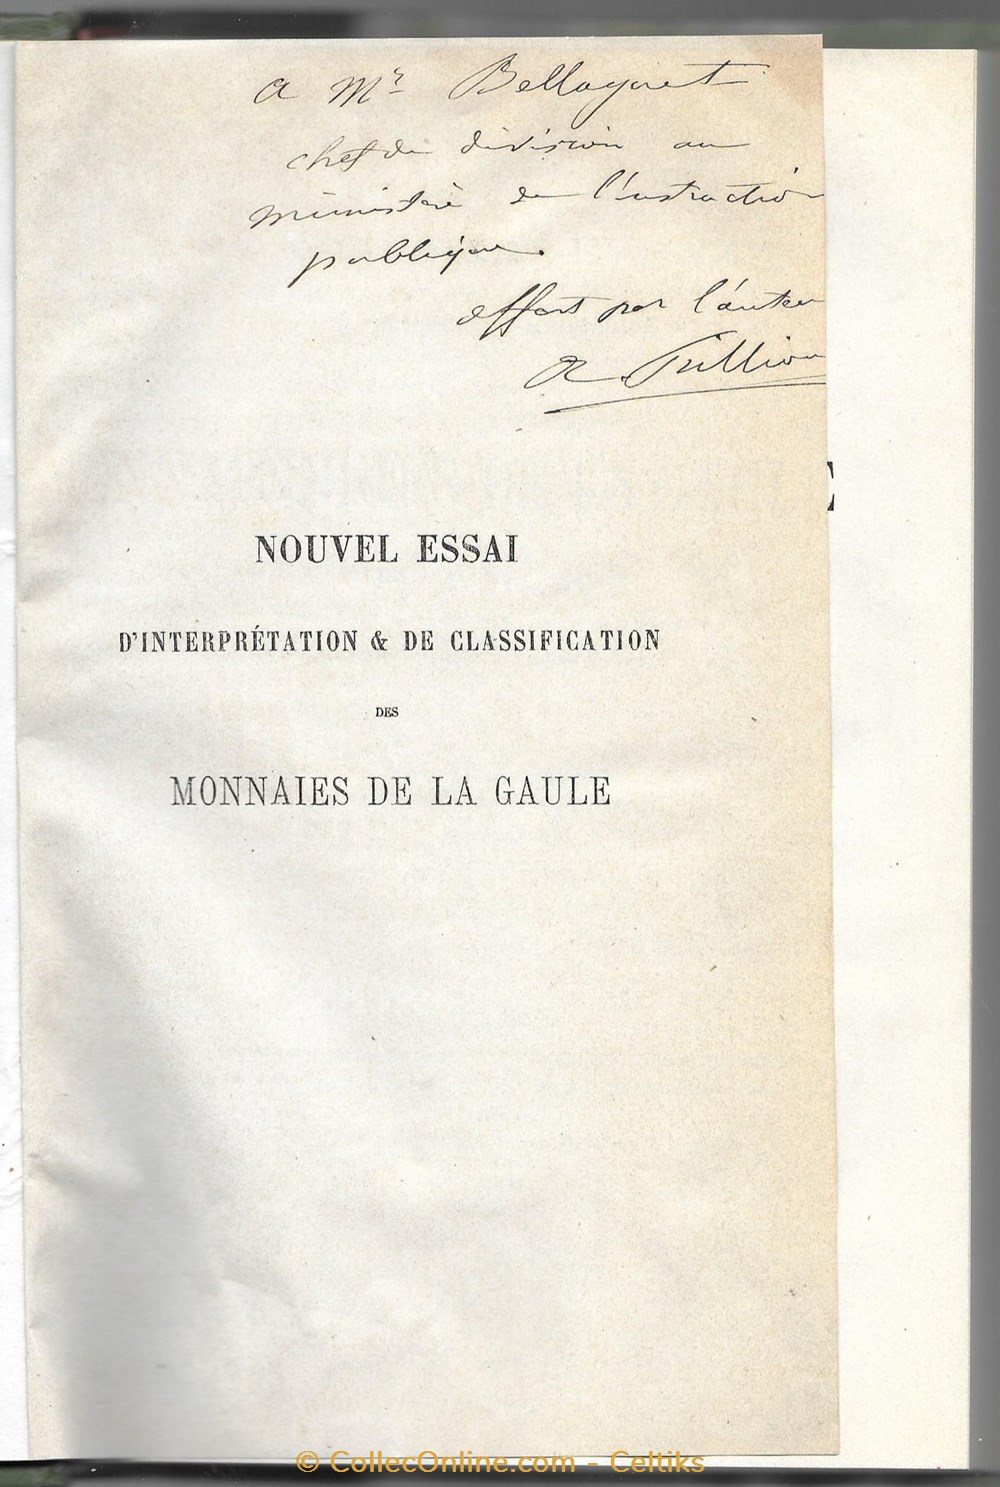 a Mr Bellaguet
chef de division au
ministère de l'instruction
publique.
offert par l'auteu
NOUVEL ESSAI
D'INTERPRÉTATION & DE CLASSIFICATION
DES
MONNAIES DE LA GAULE
E
© CollecOnline.com - Celtiks